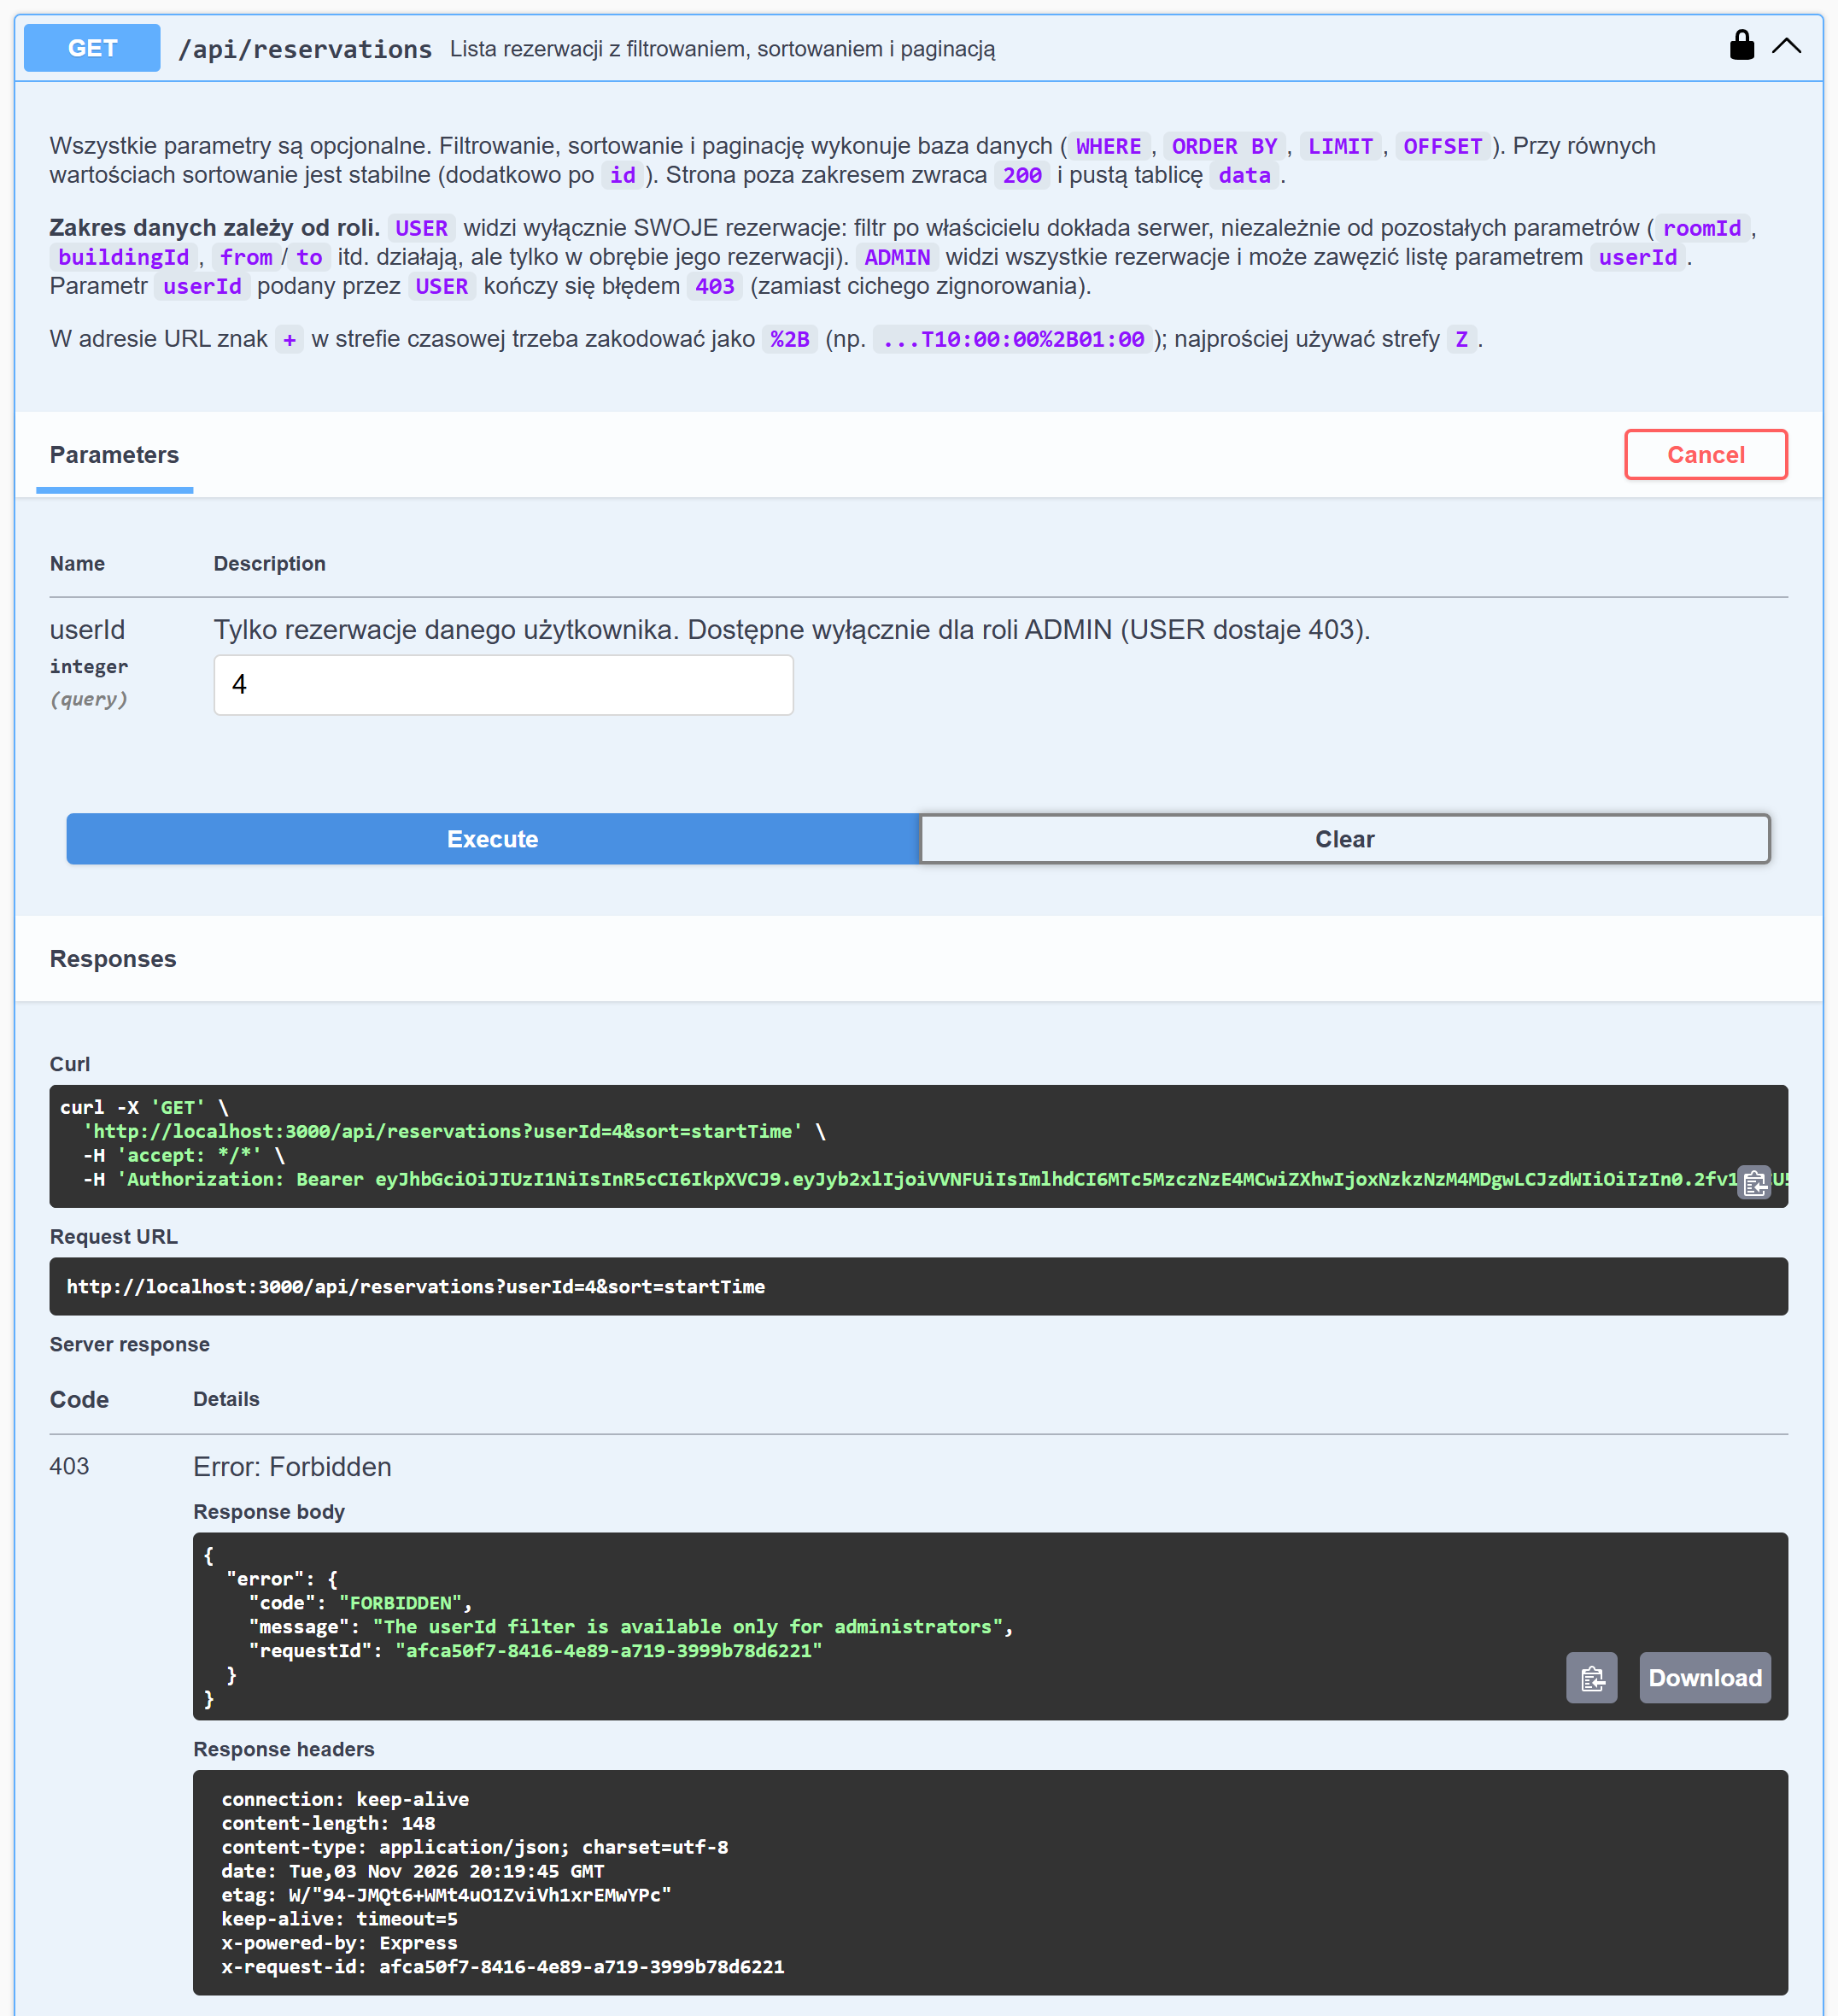 GET /api/reservations Lista rezerwacji z filtrowaniem, sortowaniem i paginacją
Wszystkie parametry są opcjonalne. Filtrowanie, sortowanie i paginację wykonuje baza danych ( WHERE , ORDER BY , LIMIT , OFFSET ). Przy równych
wartościach sortowanie jest stabilne (dodatkowo po id ). Strona poza zakresem zwraca 200 i pustą tablicę data .
Zakres danych zależy od roli. USER widzi wyłącznie SWOJE rezerwacje: filtr po właścicielu dokłada serwer, niezależnie od pozostałych parametrów ( roomId ,
buildingId , from / to itd. działają, ale tylko w obrębie jego rezerwacji). ADMIN widzi wszystkie rezerwacje i może zawęzić listę parametrem userId .
Parametr userId podany przez USER kończy się błędem 403 (zamiast cichego zignorowania).
W adresie URL znak + w strefie czasowej trzeba zakodować jako %2B (np. ...T10:00:00%2B01:00 ); najprościej używać strefy Z .
Parameters Cancel
Name Description
userId Tylko rezerwacje danego użytkownika. Dostępne wyłącznie dla roli ADMIN (USER dostaje 403).
integer
(query)
4
Execute Clear
Responses
Curl
curl -X 'GET' \
'http://localhost:3000/api/reservations?userId=4&sort=startTime' \
-H 'accept: */*' \
-H 'Authorization: Bearer
Request URL
http://localhost:3000/api/reservations?userId=4&sort=startTime
Server response
Code Details
403 Error: Forbidden
Response body
{
"error": {
"code": "FORBIDDEN",
"message": "The userId filter is available only for administrators",
"requestId": "afca50f7-8416-4e89-a719-3999b78d6221"
}
}
Download
Response headers
connection: keep-alive
content-length: 148
content-type: application/json; charset=utf-8
date: Tue,03 Nov 2026 20:19:45 GMT
etag: W/"94-JMQt6+WMt4uO1ZviVh1xrEMwYPc"
keep-alive: timeout=5
x-powered-by: Express
x-request-id: afca50f7-8416-4e89-a719-3999b78d6221